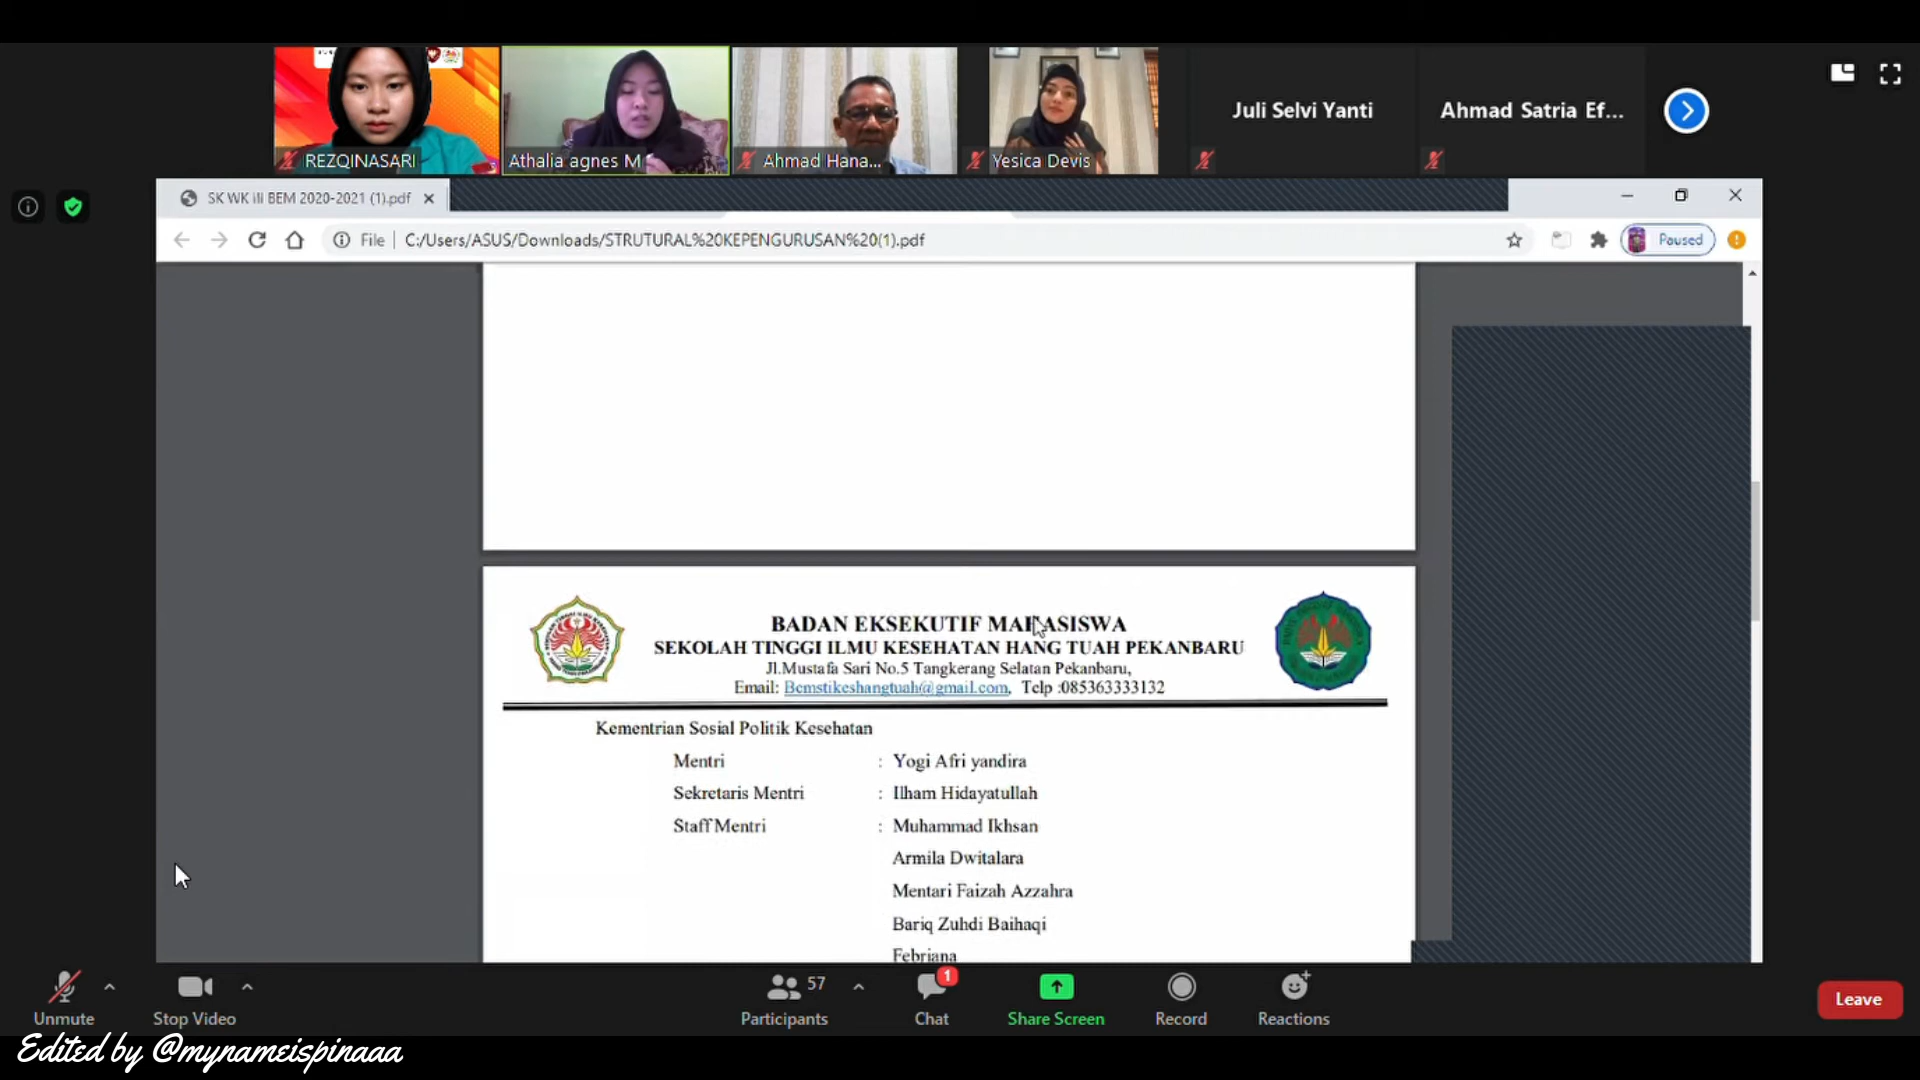 REZQINASARI
Athalia agnes M
Ahmad Hana...
Yesica Devis
Juli Selvi Yanti
Ahmad Satria Ef...
SK WK III BEM 2020-2021 (1).pdf
File
C:/Users/ASUS/Downloads/STRUTURAL%20KEPENGURUSAN%20(1).pdf
Paused
BADAN EKSEKUTIF MAHASISWA
SEKOLAH TINGGI ILMU KESEHATAN HANG TUAH PEKANBARU
Jl.Mustafa Sari No.5 Tangkerang Selatan Pekanbaru,
Email: Bemstikeshangtuah@gmail.com, Telp :085363333132
Kementrian Sosial Politik Kesehatan
Mentri : Yogi Afri yandira
Sekretaris Mentri : Ilham Hidayatullah
Staff Mentri : Muhammad Ikhsan
Armila Dwitalara
Mentari Faizah Azzahra
Bariq Zuhdi Baihaqi
Febriana
Unmute
Stop Video
57
Participants
1
Chat
Share Screen
Record
Reactions
Leave
Edited by @mynameispinaaa